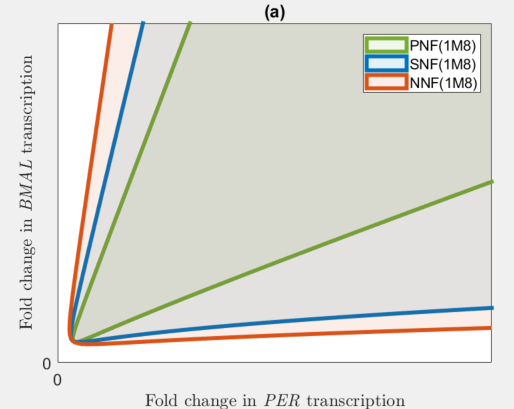 (a)
PNF(1M8)
SNF(1M8)
NNF(1M8)
Fold change in BMAL transcription
0
0
Fold change in PER transcription